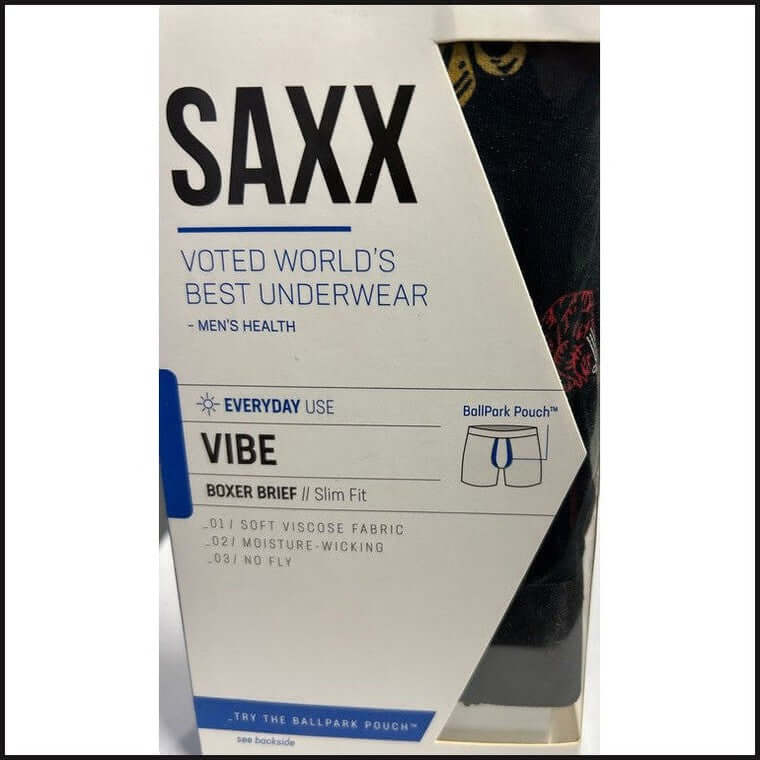 SAXX
VOTED WORLD'S
BEST UNDERWEAR
- MEN'S HEALTH
EVERYDAY USE
BallPark Pouch™
VIBE
BOXER BRIEF // Slim Fit
_01/ SOFT VISCOSE FABRIC
_02/ MOISTURE-WICKING
_03/ NO FLY
_TRY THE BALLPARK POUCH™
see backside